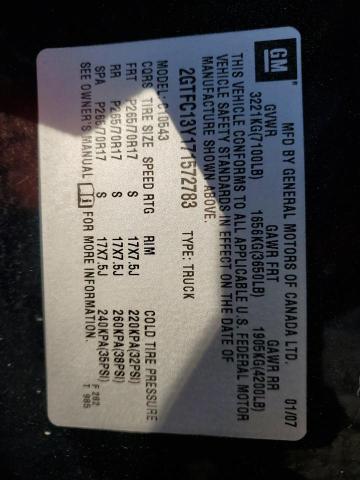 GM
MFD BY GENERAL MOTORS OF CANADA LTD. 01/07
GVWR GAWR FRT GAWR RR
3221KG(7100LB) 1656KG(3650LB) 1905KG(4200LB)
THIS VEHICLE CONFORMS TO ALL APPLICABLE U.S. FEDERAL MOTOR
VEHICLE SAFETY STANDARDS IN EFFECT ON THE DATE OF
MANUFACTURE SHOWN ABOVE.
2GTFC13Y171572783 TYPE: TRUCK
MODEL: C10543
CORS TIRE SIZE SPEED RTG RIM COLD TIRE PRESSURE
FRT P265/70R17 S 17X7.5J 220KPA(32PSI)
RR P265/70R17 S 17X7.5J 260KPA(38PSI)
SPA P265/70R17 S 17X7.5J 240KPA(35PSI)
SEE OWNER'S MANUAL i FOR MORE INFORMATION.
F 282
T 985